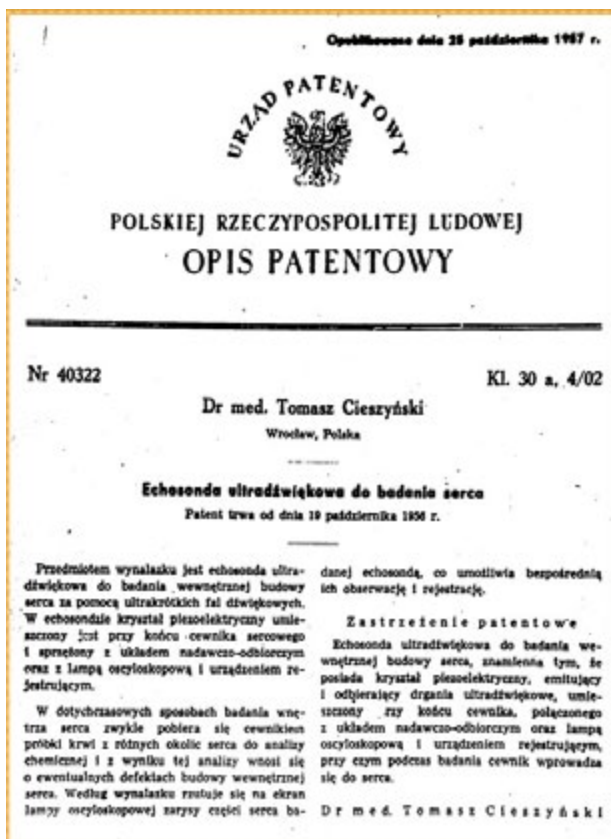 Opublikowano dnia 25 października 1957 r.
URZĄD PATENTOWY
POLSKIEJ RZECZYPOSPOLITEJ LUDOWEJ
OPIS PATENTOWY
Nr 40322
Kl. 30 a, 4/02
Dr med. Tomasz Cieszyński
Wrocław, Polska
Echosonda ultradźwiękowa do badania serca
Patent trwa od dnia 19 października 1956 r.
Przedmiotem wynalazku jest echosonda ultra-
dźwiękowa do badania wewnętrznej budowy
serca za pomocą ultrakrótkich fal dźwiękowych.
W echosondzie kryształ piezoelektryczny umie-
szczony jest przy końcu cewnika sercowego
i sprzężony z układem nadawczo-odbiorczym
oraz z lampą oscyloskopową i urządzeniem re-
jestrującym.
W dotychczasowych sposobach badania wnę-
trza serca zwykle pobiera się cewnikiem
próbki krwi z różnych okolic serca do analizy
chemicznej i z wyniku tej analizy wnosi się
o ewentualnych defektach budowy wewnętrznej
serca. Według wynalazku rzutuje się na ekran
lampy oscyloskopowej zarysy części serca ba-
danej echosondą, co umożliwia bezpośrednią
ich obserwację i rejestrację.
Zastrzeżenie patentowe
Echosonda ultradźwiękowa do badania we-
wnętrznej budowy serca, znamienna tym, że
posiada kryształ piezoelektryczny, emitujący
i odbierający drgania ultradźwiękowe, umie-
szczony rzy końcu cewnika, połączonego
z układem nadawczo-odbiorczym oraz lampą
oscyloskopową i urządzeniem rejestrującym,
przy czym podczas badania cewnik wprowadza
się do serca.
Dr med. Tomasz Cieszyński